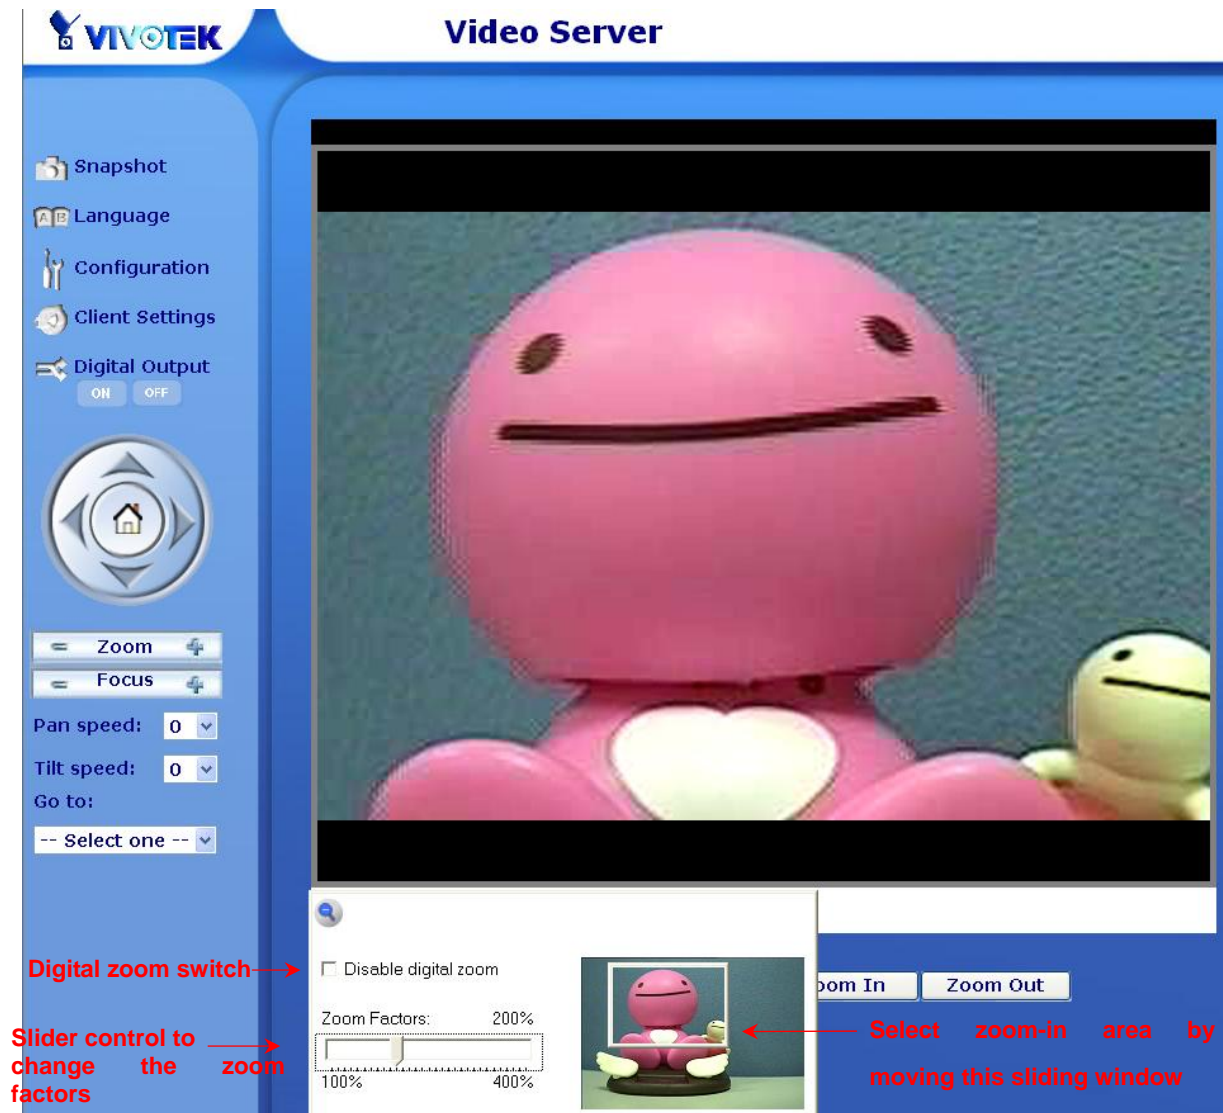 VIVOTEK
Video Server
Snapshot
A B Language
Configuration
Client Settings
Digital Output
ON OFF
Zoom
Focus
Pan speed: 0
Tilt speed: 0
Go to:
-- Select one --
Digital zoom switch
Disable digital zoom
Zoom Factors: 200%
100% 400%
Slider control to
change the zoom
factors
oom In
Zoom Out
Select zoom-in area by
moving this sliding window